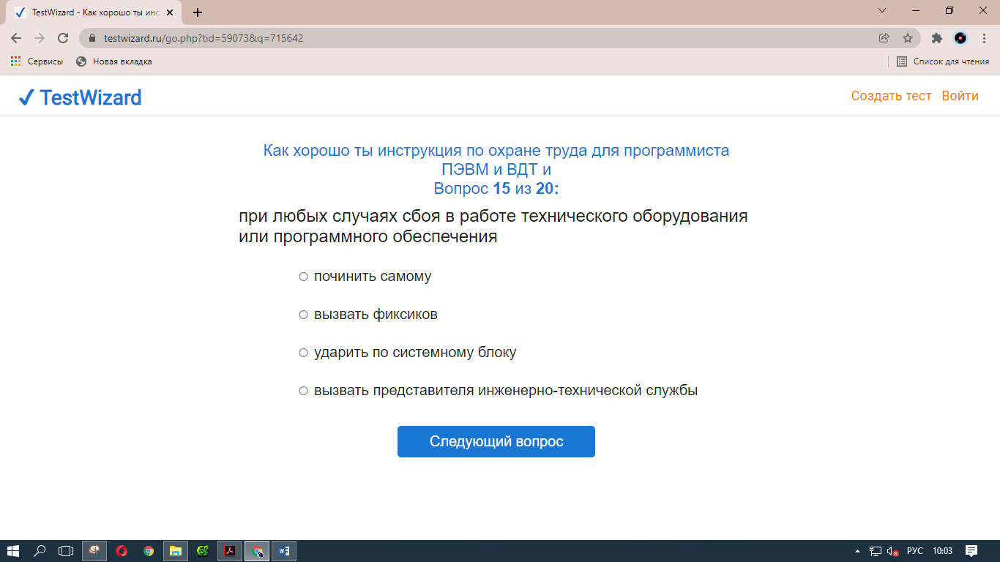 TestWizard - Как хорошо ты инс
testwizard.ru/go.php?tid=59073&q=715642
Сервисы
Новая вкладка
Список для чтения
TestWizard
Создать тест Войти
Как хорошо ты инструкция по охране труда для программиста
ПЭВМ и ВДТ и
Вопрос 15 из 20:
при любых случаях сбоя в работе технического оборудования
или программного обеспечения
починить самому
вызвать фиксиков
ударить по системному блоку
вызвать представителя инженерно-технической службы
Следующий вопрос
РУС 10:03